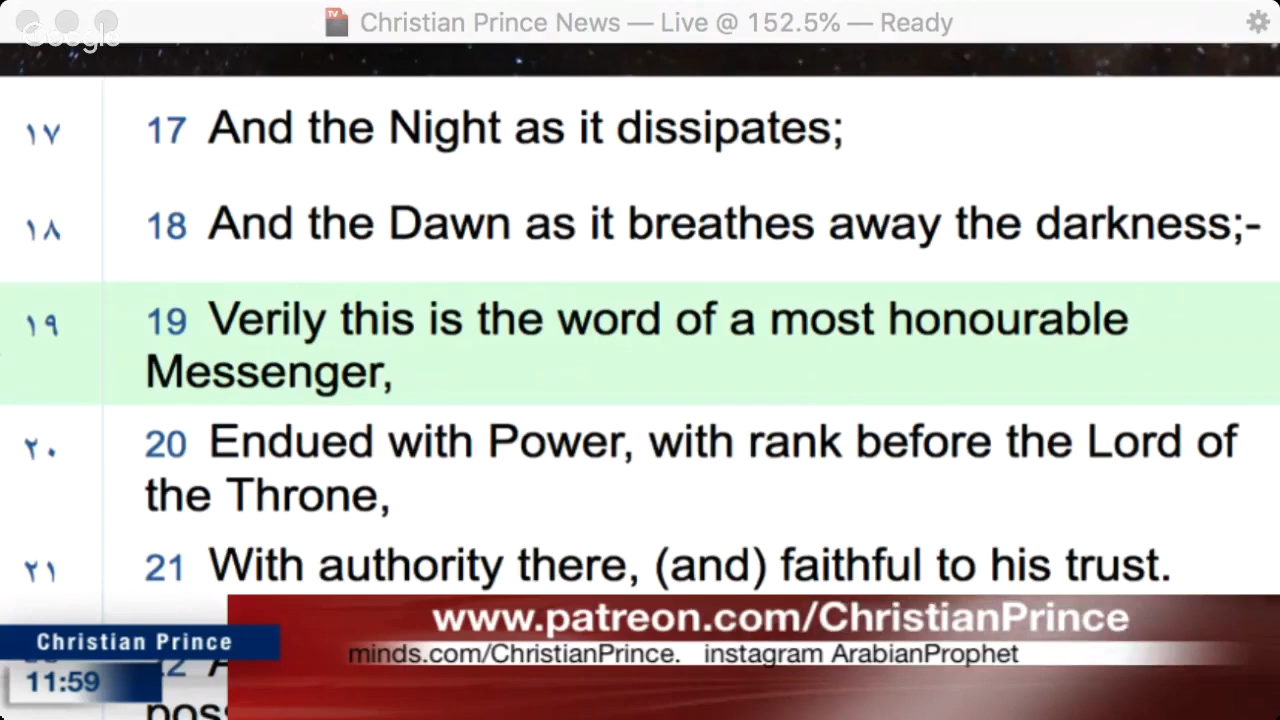 Christian Prince News — Live @ 152.5% — Ready
Google
١٧ 17 And the Night as it dissipates;
١٨ 18 And the Dawn as it breathes away the darkness;-
١٩ 19 Verily this is the word of a most honourable
Messenger,
٢٠ 20 Endued with Power, with rank before the Lord of
the Throne,
٢١ 21 With authority there, (and) faithful to his trust.
www.patreon.com/ChristianPrince
Christian Prince
minds.com/ChristianPrince. instagram ArabianProphet
11:59